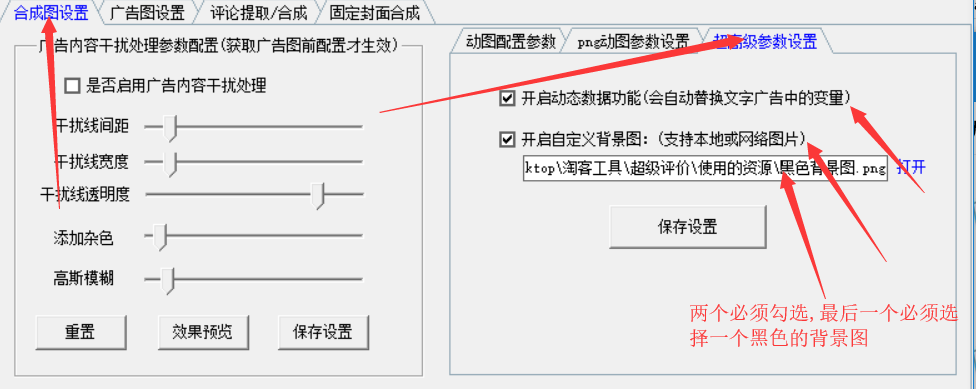 合成图设置 广告图设置 评论提取/合成 固定封面合成
广告内容干扰处理参数配置(获取广告图前配置才生效)
是否启用广告内容干扰处理
干扰线间距
干扰线宽度
干扰线透明度
添加杂色
高斯模糊
重置 效果预览 保存设置
动图配置参数 png动图参数设置 超高级参数设置
开启动态数据功能(会自动替换文字广告中的变量)
开启自定义背景图：(支持本地或网络图片)
ktop\淘客工具\超级评价\使用的资源\黑色背景图.png 打开
保存设置
两个必须勾选,最后一个必须选
择一个黑色的背景图